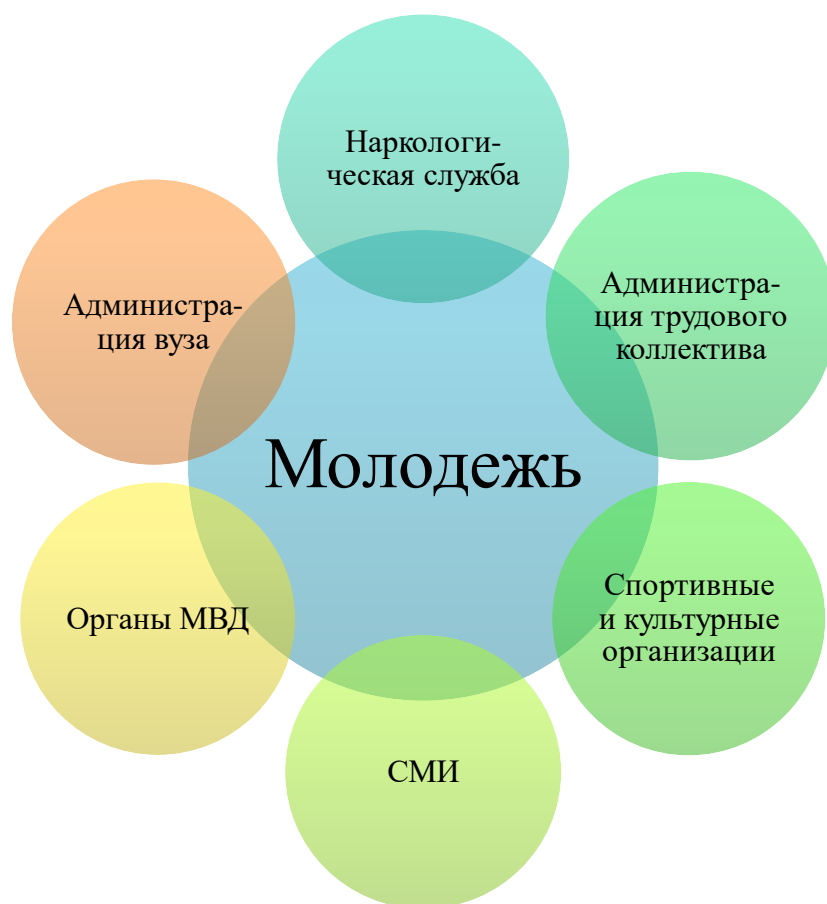 Наркологи-
ческая служба
Администра-
ция вуза
Администра-
ция трудового
коллектива
Молодежь
Органы МВД
Спортивные
и культурные
организации
СМИ